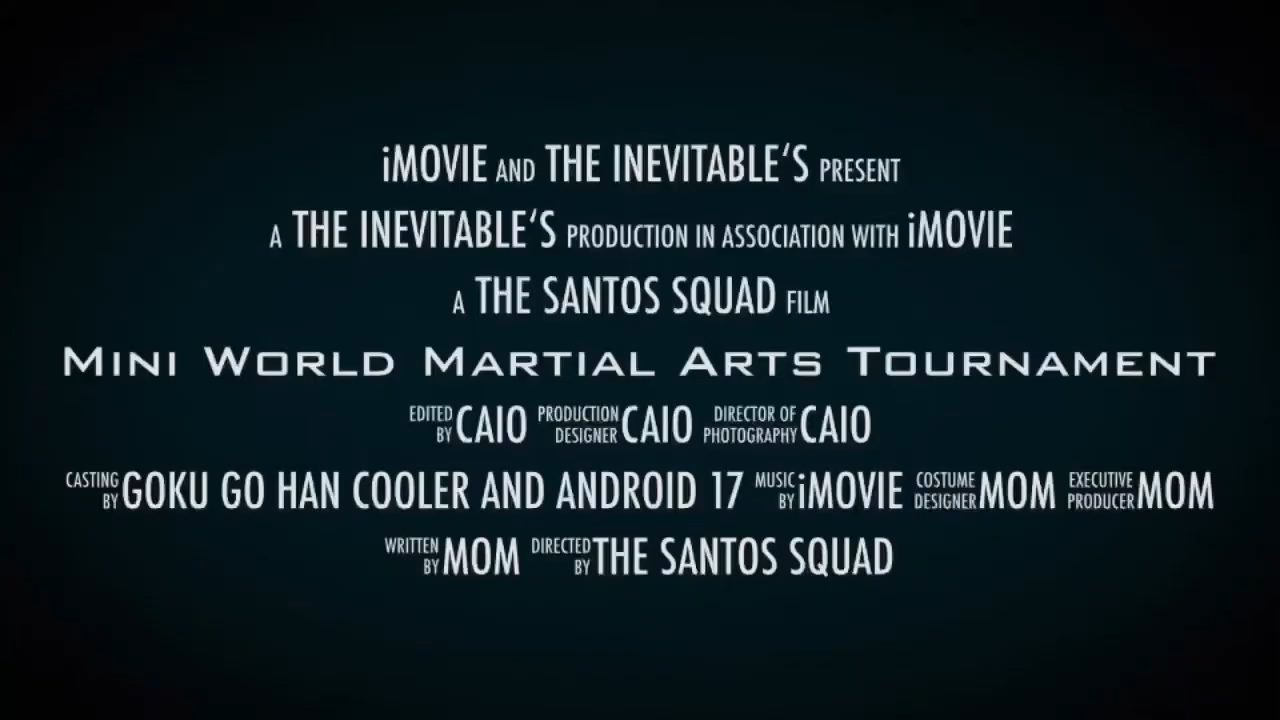 iMOVIE AND THE INEVITABLE‘S PRESENT
A THE INEVITABLE‘S PRODUCTION IN ASSOCIATION WITH iMOVIE
A THE SANTOS SQUAD FILM
MINI WORLD MARTIAL ARTS TOURNAMENT
EDITED BY CAIO PRODUCTION DESIGNER CAIO DIRECTOR OF PHOTOGRAPHY CAIO
CASTING BY GOKU GO HAN COOLER AND ANDROID 17 MUSIC BY iMOVIE COSTUME DESIGNER MOM EXECUTIVE PRODUCER MOM
WRITTEN BY MOM DIRECTED BY THE SANTOS SQUAD